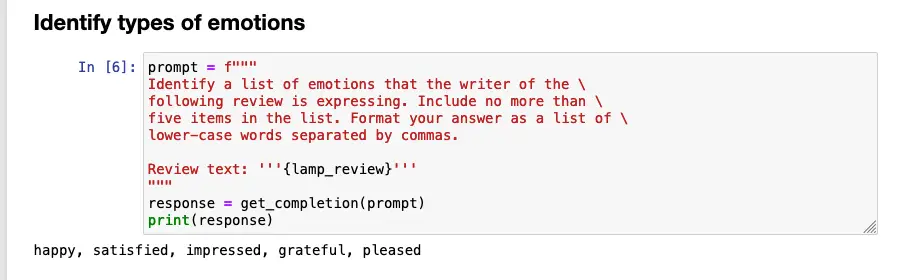 Identify types of emotions
In [6]: prompt = f"""
Identify a list of emotions that the writer of the \
following review is expressing. Include no more than \
five items in the list. Format your answer as a list of \
lower-case words separated by commas.
Review text: '''{lamp_review}'''
"""
response = get_completion(prompt)
print(response)
happy, satisfied, impressed, grateful, pleased